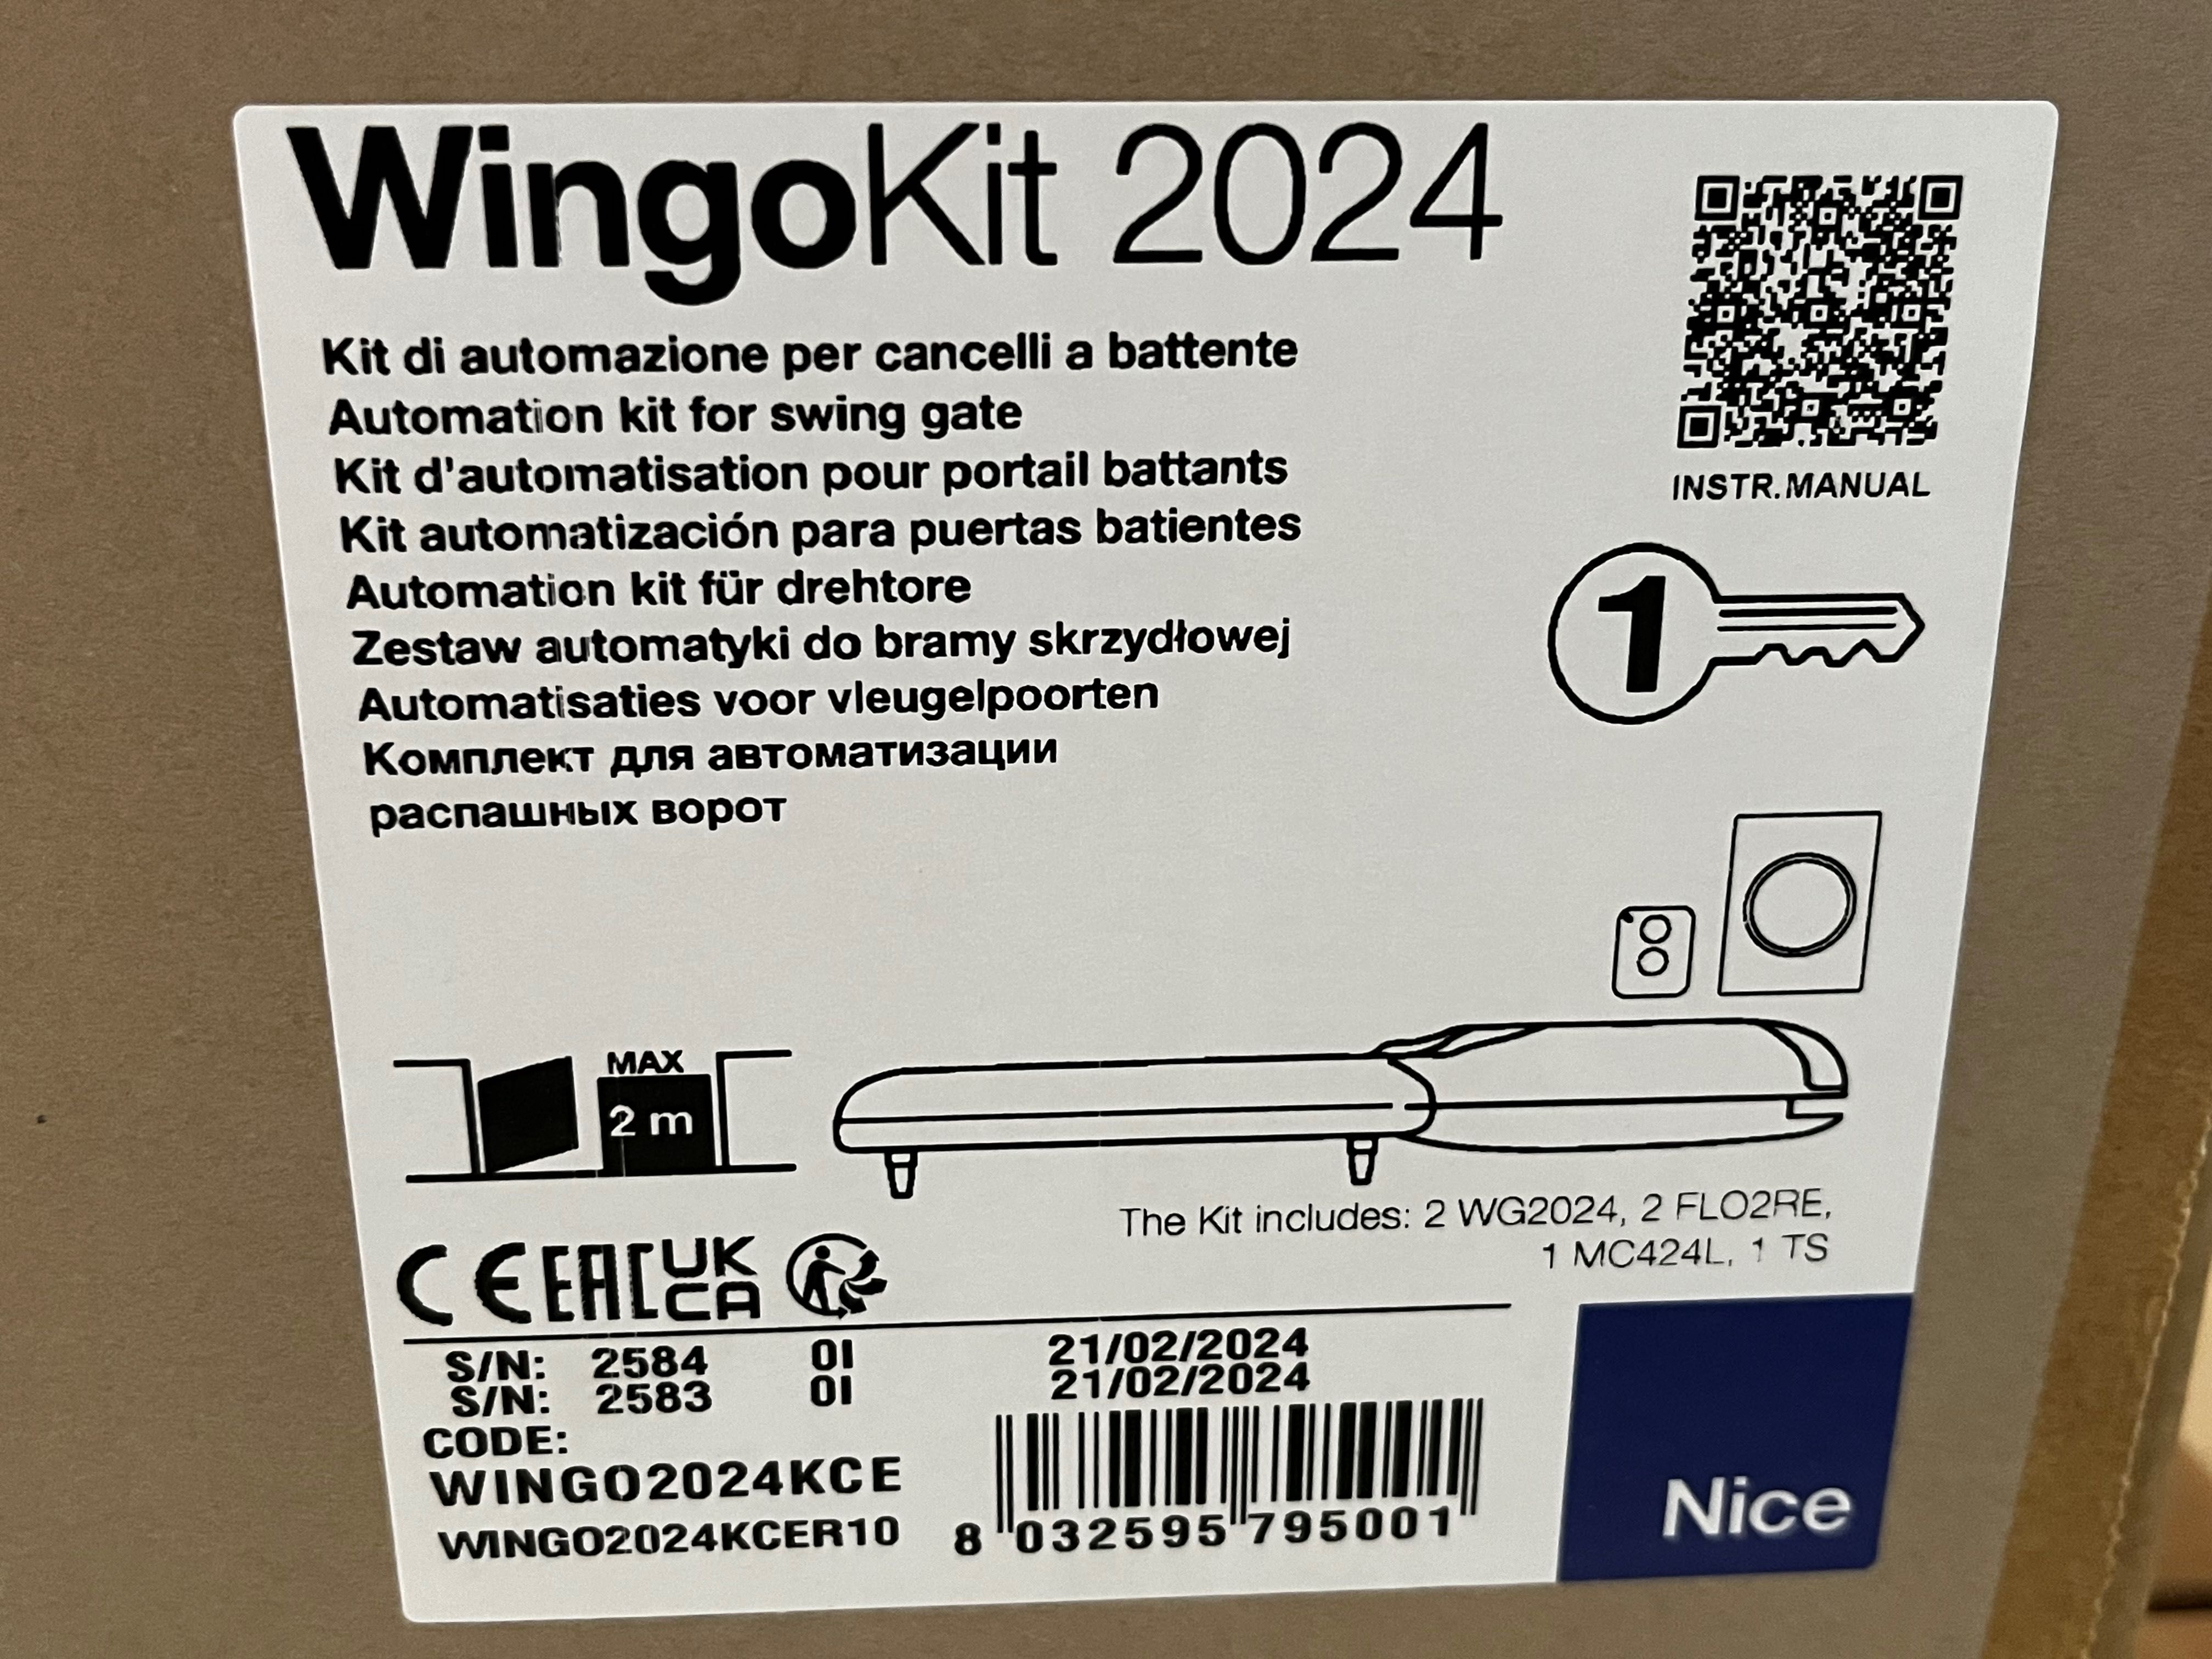 WingoKit 2024
Kit di automazione per cancelli a battente
Automation kit for swing gate
Kit d'automatisation pour portail battants
Kit automatización para puertas batientes
Automation kit für drehtore
Zestaw automatyki do bramy skrzydłowej
Automatisaties voor vleugelpoorten
Комплект для автоматизации
распашных ворот
INSTR.MANUAL
1
MAX
2 m
The Kit includes: 2 WG2024, 2 FLO2RE,
1 MC424L, 1 TS
CE EAC UK
CA
S/N: 2584 01 21/02/2024
S/N: 2583 01 21/02/2024
CODE:
WINGO2024KCE
WINGO2024KCER10
8 032595 795001
Nice